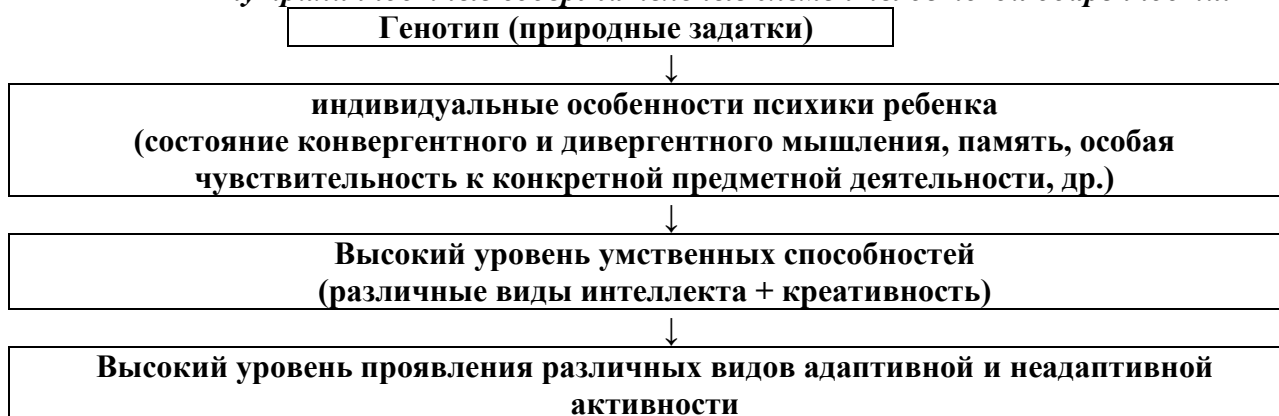 Генотип (природные задатки)
↓
индивидуальные особенности психики ребенка
(состояние конвергентного и дивергентного мышления, память, особая
чувствительность к конкретной предметной деятельности, др.)
↓
Высокий уровень умственных способностей
(различные виды интеллекта + креативность)
↓
Высокий уровень проявления различных видов адаптивной и неадаптивной
активности